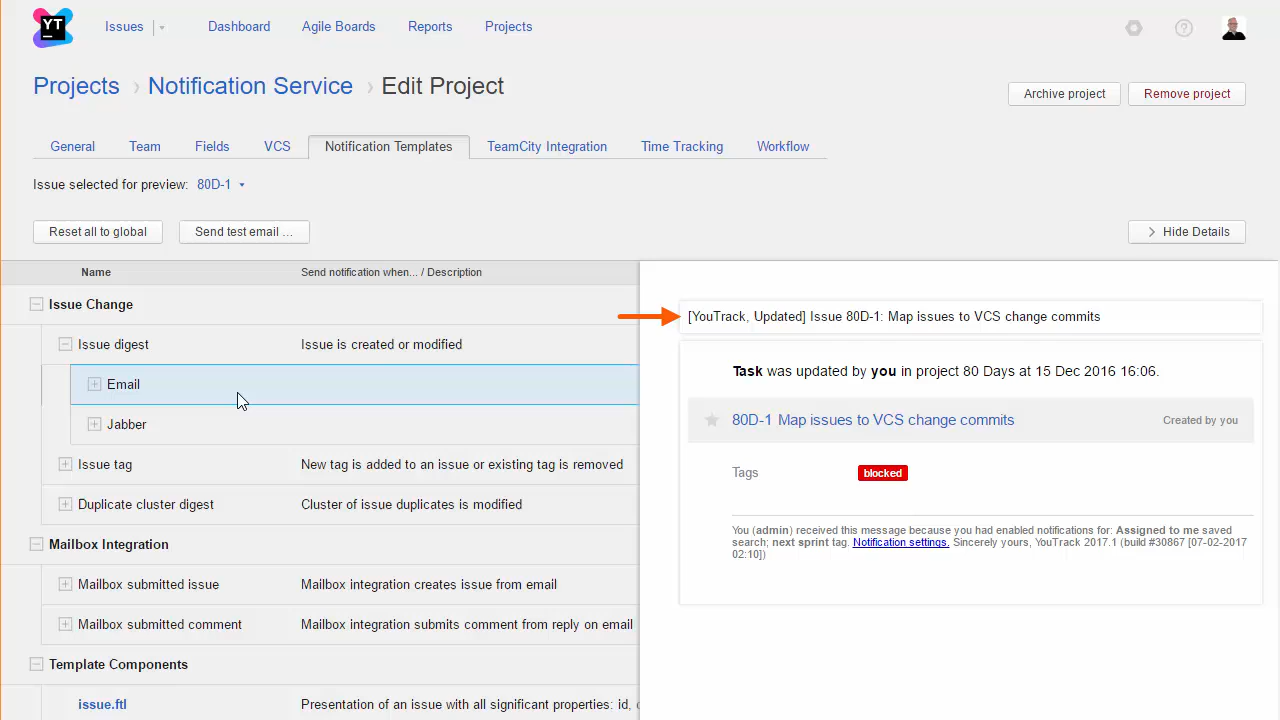 YT
Issues
Dashboard
Agile Boards
Reports
Projects
Projects › Notification Service › Edit Project
Archive project
Remove project
General
Team
Fields
VCS
Notification Templates
TeamCity Integration
Time Tracking
Workflow
Issue selected for preview: 80D-1
Reset all to global
Send test email ...
Hide Details
Name
Send notification when... / Description
Issue Change
Issue digest
Issue is created or modified
Email
Jabber
Issue tag
New tag is added to an issue or existing tag is removed
Duplicate cluster digest
Cluster of issue duplicates is modified
Mailbox Integration
Mailbox submitted issue
Mailbox integration creates issue from email
Mailbox submitted comment
Mailbox integration submits comment from reply on email
Template Components
issue.ftl
Presentation of an issue with all significant properties: id,
[YouTrack, Updated] Issue 80D-1: Map issues to VCS change commits
Task was updated by you in project 80 Days at 15 Dec 2016 16:06.
80D-1 Map issues to VCS change commits
Created by you
Tags
blocked
You (admin) received this message because you had enabled notifications for: Assigned to me saved
search; next sprint tag. Notification settings. Sincerely yours, YouTrack 2017.1 (build #30867 [07-02-2017
02:10])